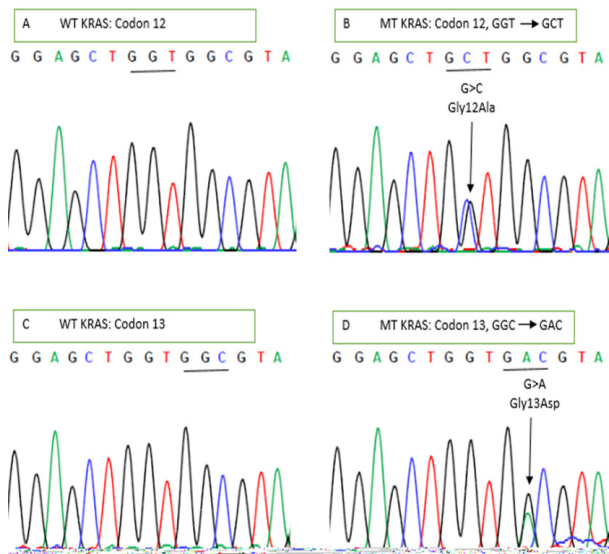 A WT KRAS: Codon 12
G G A G C T G G T G G C G T A
B MT KRAS: Codon 12, GGT → GCT
G G A G C T G C T G G C G T A
G>C
Gly12Ala
C WT KRAS: Codon 13
G G A G C T G G T G G C G T A
D MT KRAS: Codon 13, GGC → GAC
G G A G C T G G T G A C G T A
G>A
Gly13Asp